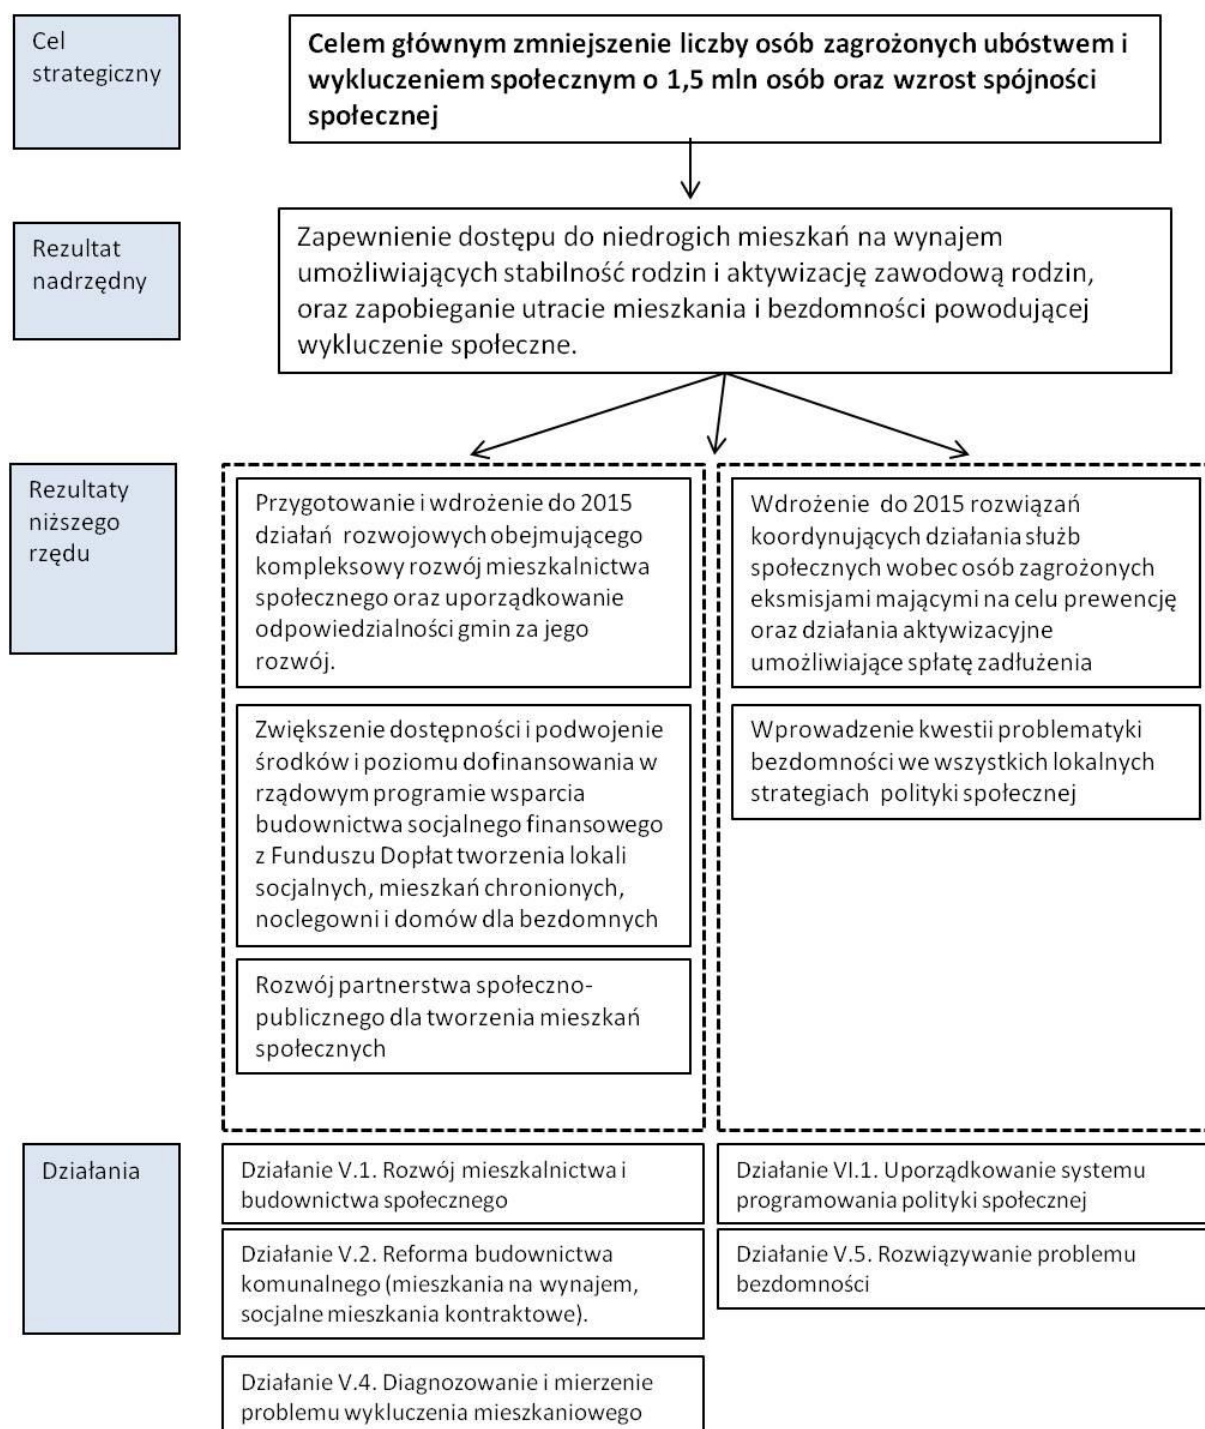 Cel
strategiczny
Celem głównym zmniejszenie liczby osób zagrożonych ubóstwem i
wykluczeniem społecznym o 1,5 mln osób oraz wzrost spójności
społecznej
Rezultat
nadrzędny
Zapewnienie dostępu do niedrogich mieszkań na wynajem
umożliwiających stabilność rodzin i aktywizację zawodową rodzin,
oraz zapobieganie utracie mieszkania i bezdomności powodującej
wykluczenie społeczne.
Rezultaty
niższego
rzędu
Przygotowanie i wdrożenie do 2015
działań rozwojowych obejmującego
kompleksowy rozwój mieszkalnictwa
społecznego oraz uporządkowanie
odpowiedzialności gmin za jego
rozwój.
Zwiększenie dostępności i podwojenie
środków i poziomu dofinansowania w
rządowym programie wsparcia
budownictwa socjalnego finansowego
z Funduszu Dopłat tworzenia lokali
socjalnych, mieszkań chronionych,
noclegowni i domów dla bezdomnych
Rozwój partnerstwa społeczno-
publicznego dla tworzenia mieszkań
społecznych
Wdrożenie do 2015 rozwiązań
koordynujących działania służb
społecznych wobec osób zagrożonych
eksmisjami mającymi na celu prewencję
oraz działania aktywizacyjne
umożliwiające spłatę zadłużenia
Wprowadzenie kwestii problematyki
bezdomności we wszystkich lokalnych
strategiach polityki społecznej
Działania
Działanie V.1. Rozwój mieszkalnictwa i
budownictwa społecznego
Działanie V.2. Reforma budownictwa
komunalnego (mieszkania na wynajem,
socjalne mieszkania kontraktowe).
Działanie V.4. Diagnozowanie i mierzenie
problemu wykluczenia mieszkaniowego
Działanie VI.1. Uporządkowanie systemu
programowania polityki społecznej
Działanie V.5. Rozwiązywanie problemu
bezdomności